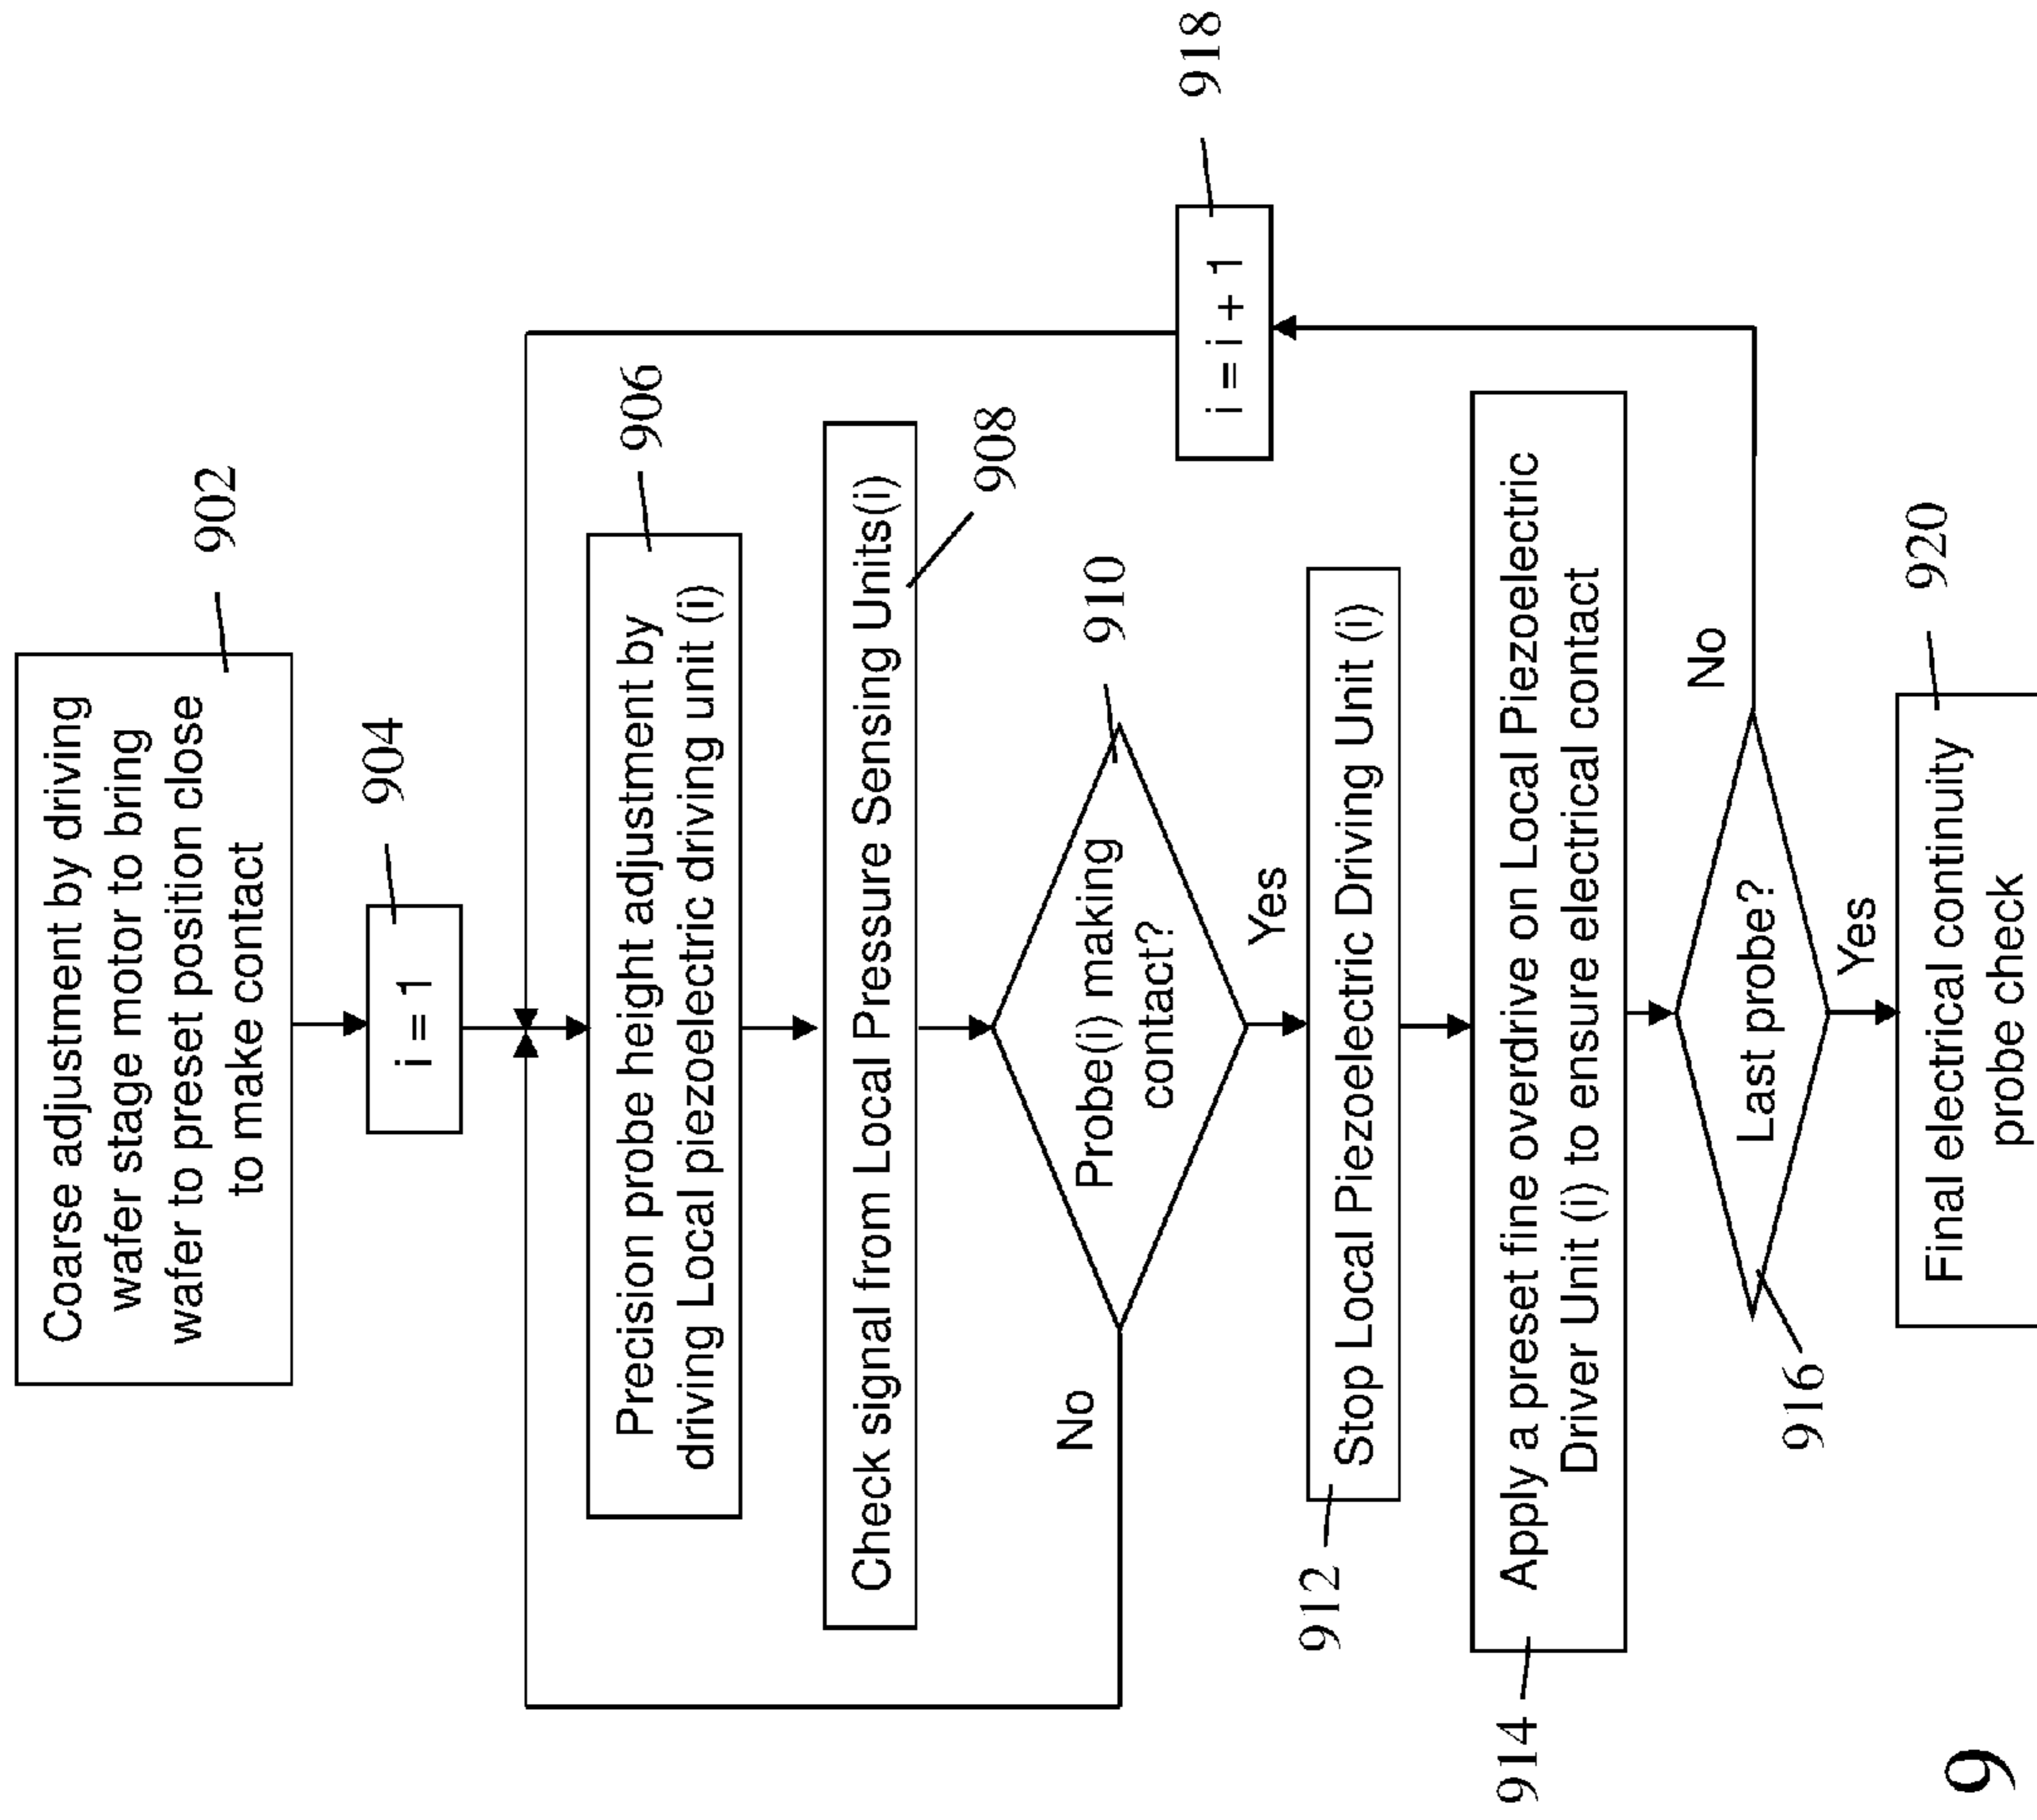 Coarse adjustment by driving
wafer stage motor to bring
wafer to preset position close
to make contact
902
904
i = 1
906
Precision probe height adjustment by
driving Local piezoelectric driving unit (i)
Check signal from Local Pressure Sensing Units(i)
908
910
Probe(i) making
contact?
No
Yes
918
i = i + 1
912
Stop Local Piezoelectric Driving Unit (i)
914
Apply a preset fine overdrive on Local Piezoelectric
Driver Unit (i) to ensure electrical contact
No
Last probe?
916
Yes
920
Final electrical continuity
probe check
9